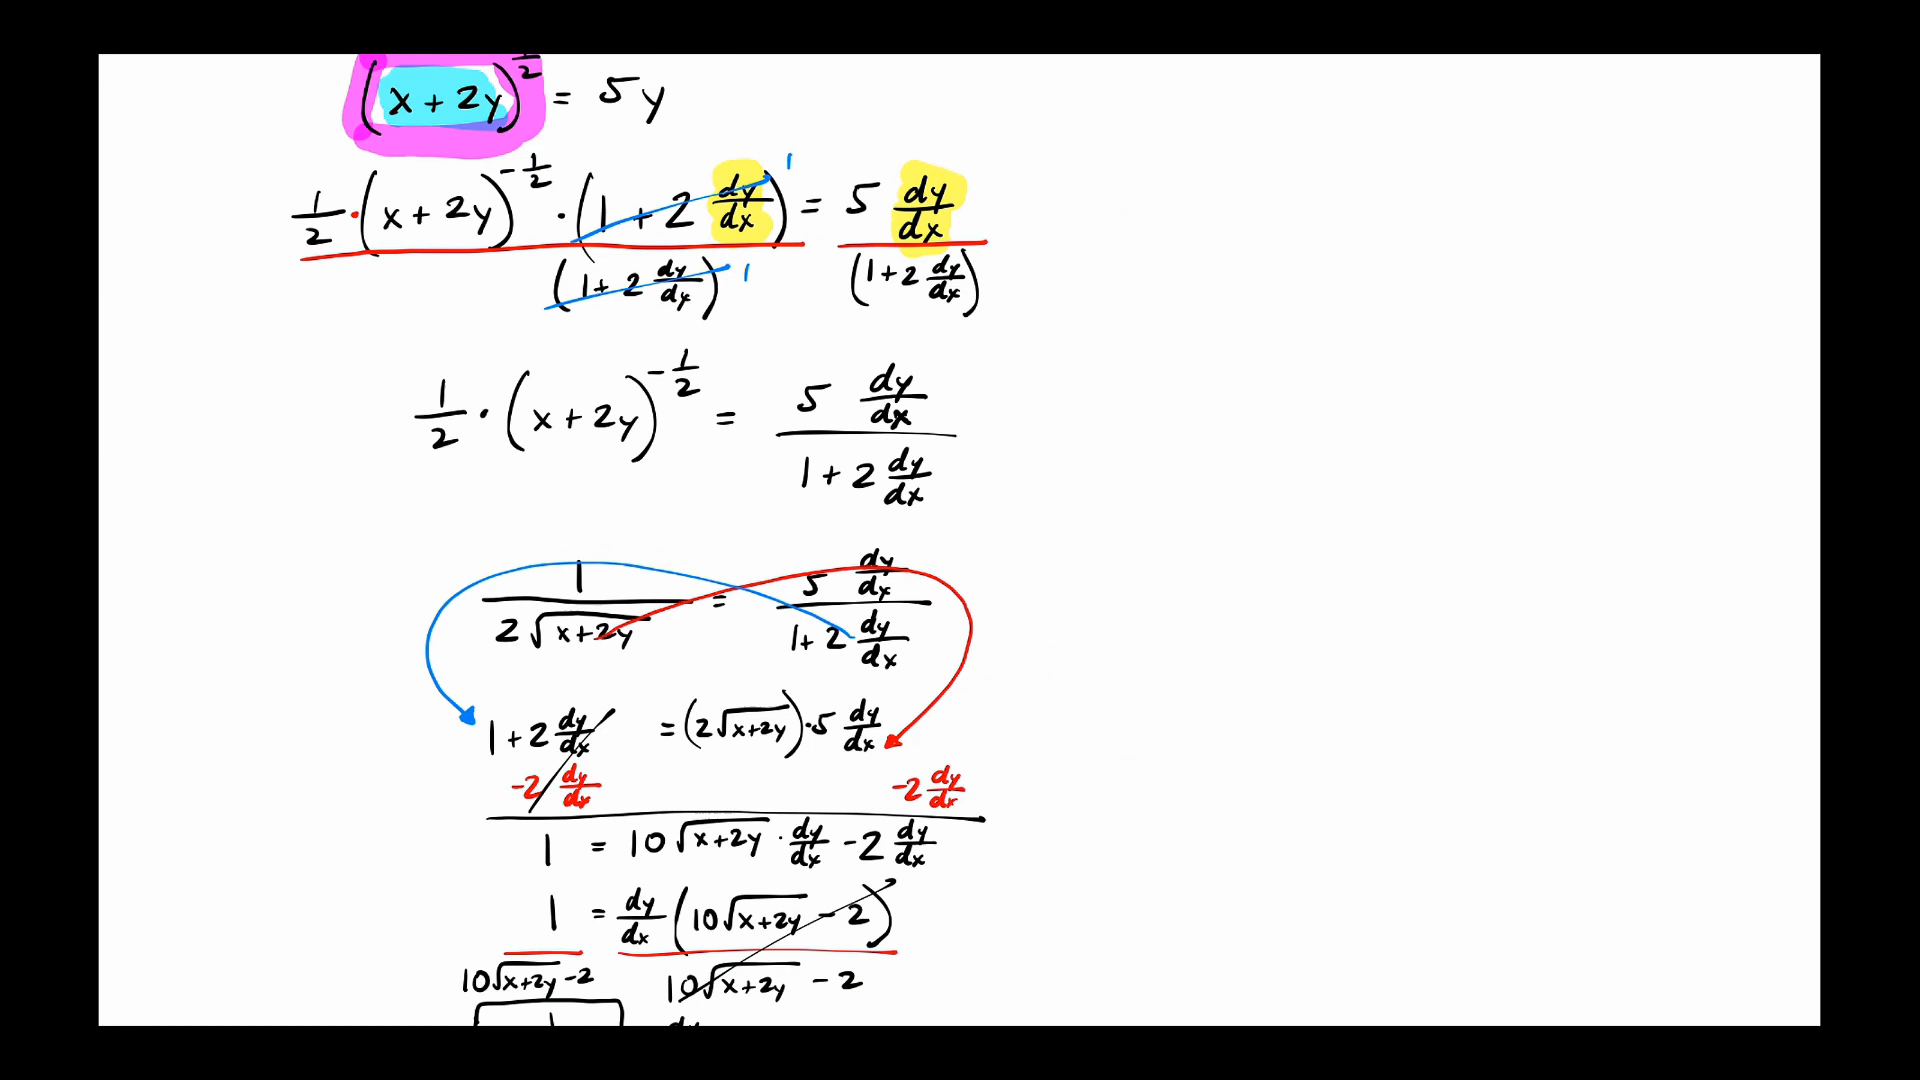 (x + 2y)^½ = 5y
1/2 · (x + 2y)^(-1/2) · (1 + 2 dy/dx) 1 = 5 dy/dx
(1 + 2 dy/dx) 1 (1 + 2 dy/dx)
1/2 · (x + 2y)^(-1/2) = (5 dy/dx)/(1 + 2 dy/dx)
1/(2√(x+2y)) = (5 dy/dx)/(1 + 2 dy/dx)
1 + 2 dy/dx = (2√(x+2y)) · 5 dy/dx
-2 dy/dx -2 dy/dx
1 = 10√(x+2y) · dy/dx - 2 dy/dx
1 = dy/dx (10√(x+2y) - 2)
10√(x+2y) - 2 10√(x+2y) - 2